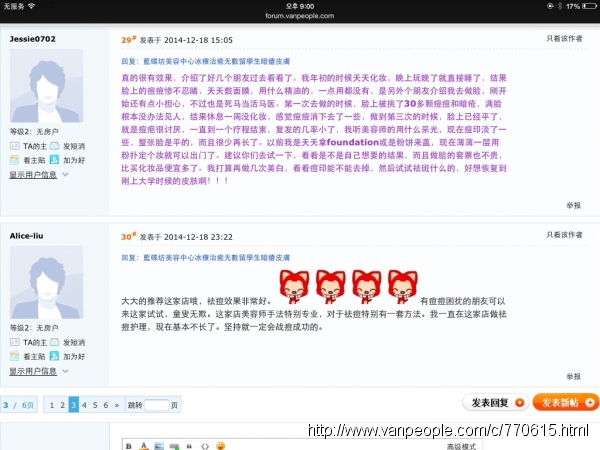 无服务
오후 9:00
17%
forum.vanpeople.com
Jessie0702
29# 发表于 2014-12-18 15:05
只看该作者
回复：藍蝶坊美容中心冰療治癒无數留學生暗瘡皮膚
真的很有效果，介绍了好几个朋友过去看看了。我年初的时候天天化妆，晚上玩晚了就直接睡了，结果
脸上的痘痘惨不忍睹，天天敷面膜，用什么精油的，一点用都没有，是另外个朋友介绍我去做脸，刚开
始还有点小担心，不过也是死马当活马医。第一次去做的时候，脸上被挑了30多颗痘痘和暗疮，满脸
根本没办法见人，结果休息一周没化妆，感觉痘痘消下去了一些，做到第三次的时候，脸上已经平了，
就是痘疤很讨厌，一直到一个疗程结束，复发的几率小了，我听美容师的用什么采光，现在痘印淡了一
些，整张脸是平的，而且很少再长了。以前我是天天拿foundation或是粉饼来盖，现在薄薄一层用
粉扑定个妆就可以出门了。建议你们去试一下，看看是不是自己想要的结果，而且做脸的套票也不贵，
比买化妆品便宜多了。我打算再做几次美白，看看痘印能不能去掉，然后试试祛斑什么的，好想恢复到
刚上大学时候的皮肤啊！！！
等级2：无房户
TA的主 发短消
看主贴 加为好
显示用户信息
举报
Alice-liu
30# 发表于 2014-12-18 23:22
只看该作者
回复：藍蝶坊美容中心冰療治癒无數留學生暗瘡皮膚
大大的推荐这家店哦，祛痘效果非常好。 有痘痘困扰的朋友可以
来这家试试，童叟无欺。这家店美容师手法特别专业，对于祛痘特别有一套方法。我一直在这家店做祛
痘护理，现在基本不长了。坚持就一定会战痘成功的。
等级2：无房户
TA的主 发短消
看主贴 加为好
显示用户信息
举报
3 / 6页 1 2 3 4 5 6 » 跳转 页
发表回复
发表新帖
B A
高级模式
http://www.vanpeople.com/c/770615.html